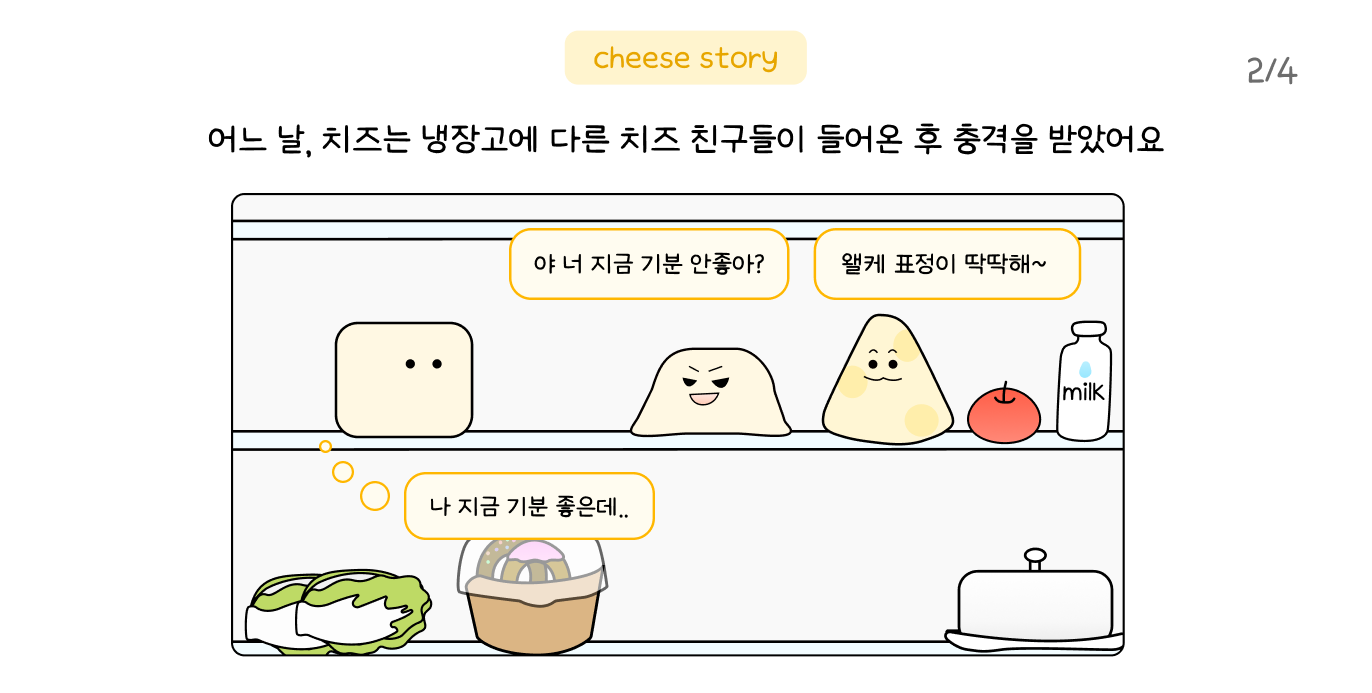 cheese story
2/4
어느 날, 치즈는 냉장고에 다른 치즈 친구들이 들어온 후 충격을 받았어요
야 너 지금 기분 안좋아?
왤케 표정이 딱딱해~
milk
나 지금 기분 좋은데..